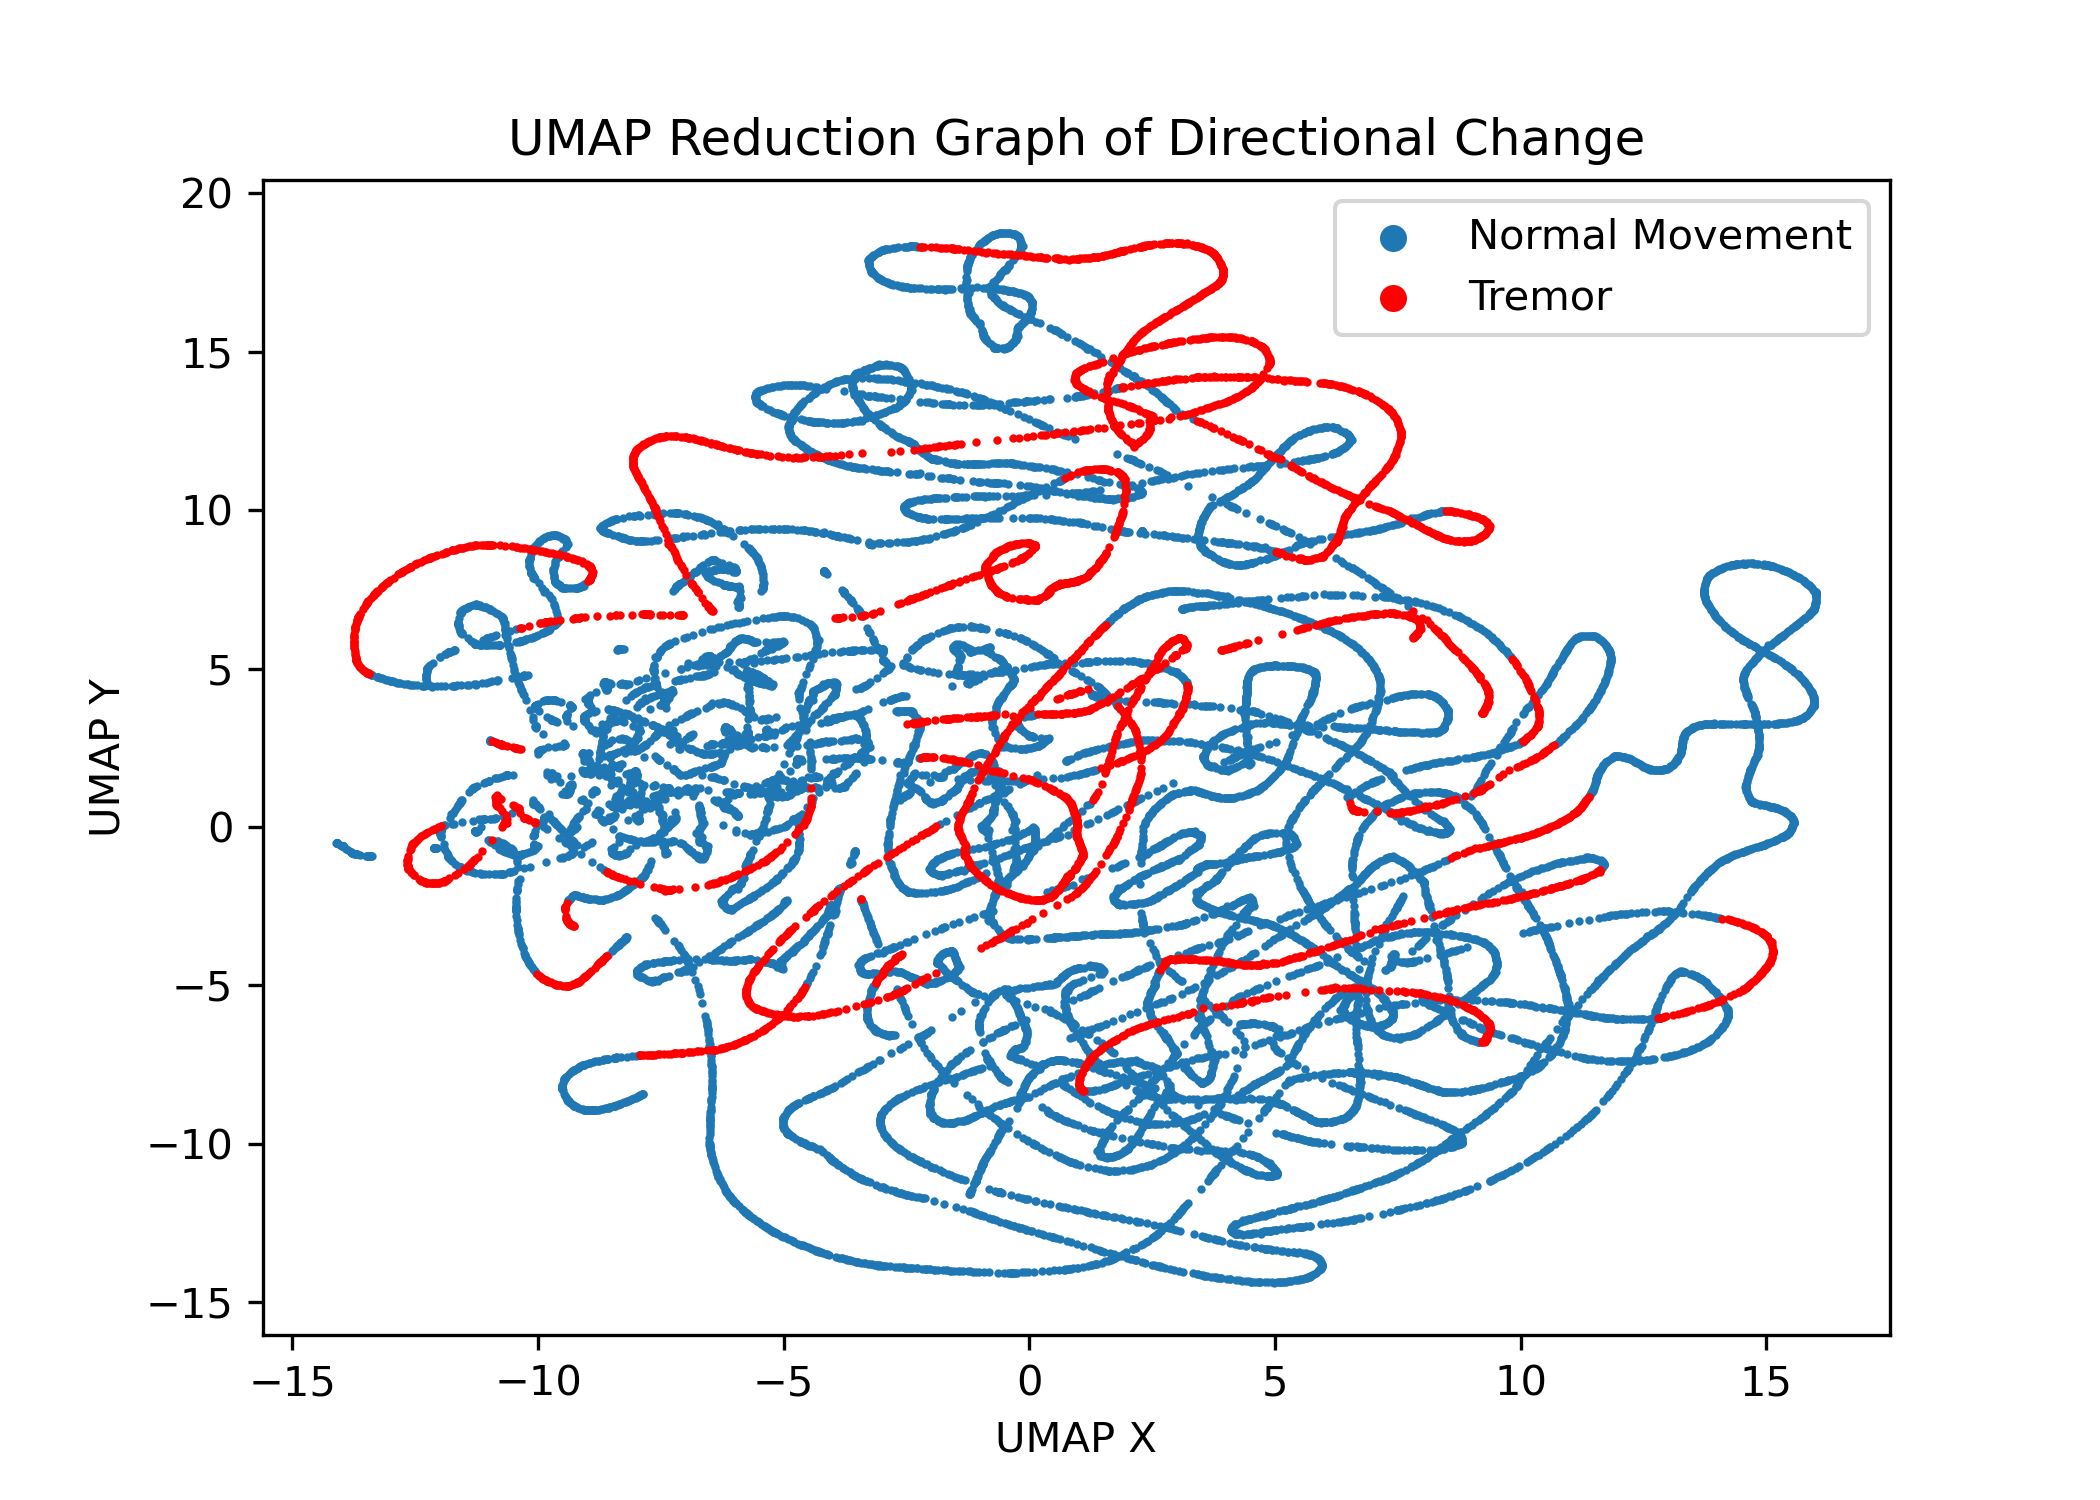 UMAP Reduction Graph of Directional Change
Normal Movement
Tremor
20
15
10
5
0
−5
−10
−15
UMAP Y
−15 −10 −5 0 5 10 15
UMAP X